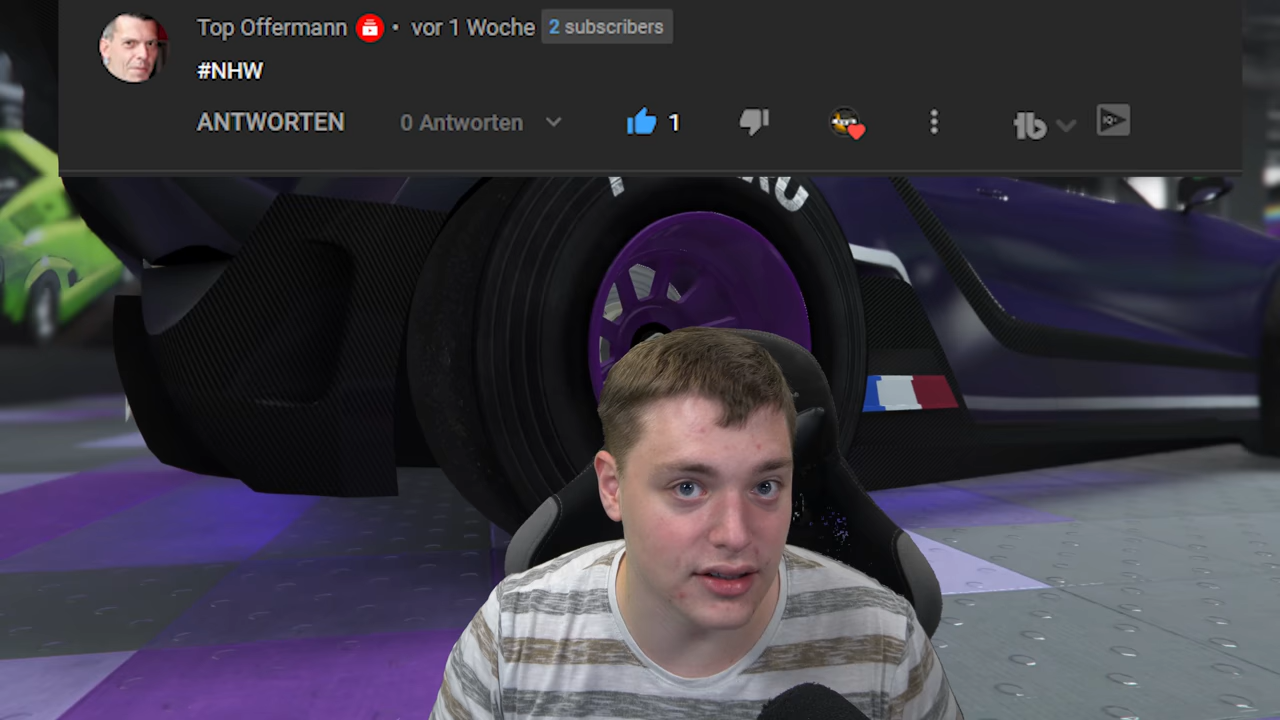 Top Offermann • vor 1 Woche 2 subscribers
#NHW
ANTWORTEN 0 Antworten 1